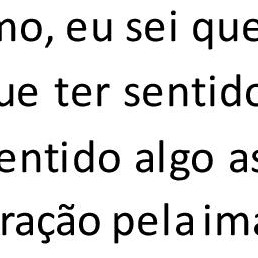 mo, eu sei que
ue ter sentido
entido algo as
ração pela ima